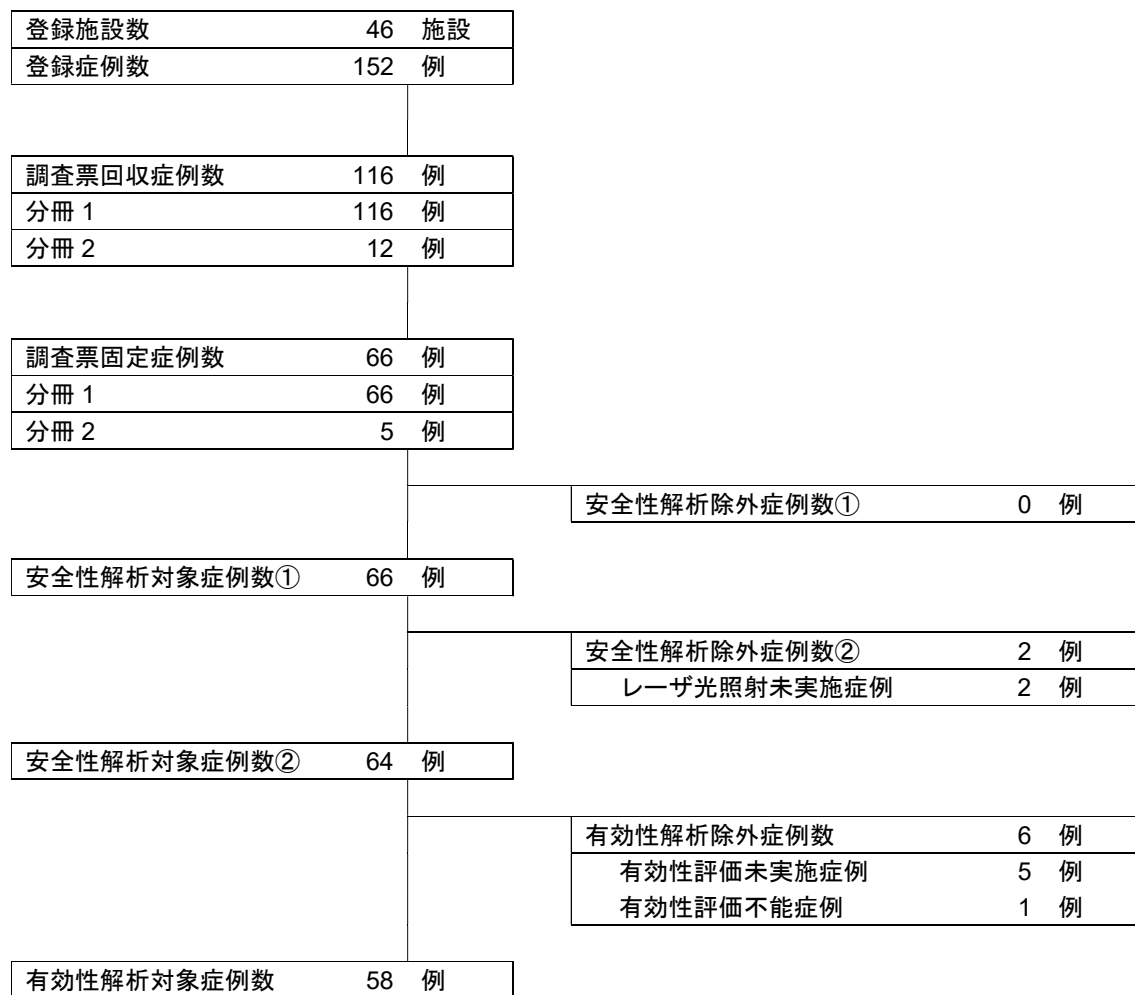 登録施設数 46 施設
登録症例数 152 例
調査票回収症例数 116 例
分冊 1 116 例
分冊 2 12 例
調査票固定症例数 66 例
分冊 1 66 例
分冊 2 5 例
安全性解析除外症例数① 0 例
安全性解析対象症例数① 66 例
安全性解析除外症例数② 2 例
レーザ光照射未実施症例 2 例
安全性解析対象症例数② 64 例
有効性解析除外症例数 6 例
有効性評価未実施症例 5 例
有効性評価不能症例 1 例
有効性解析対象症例数 58 例